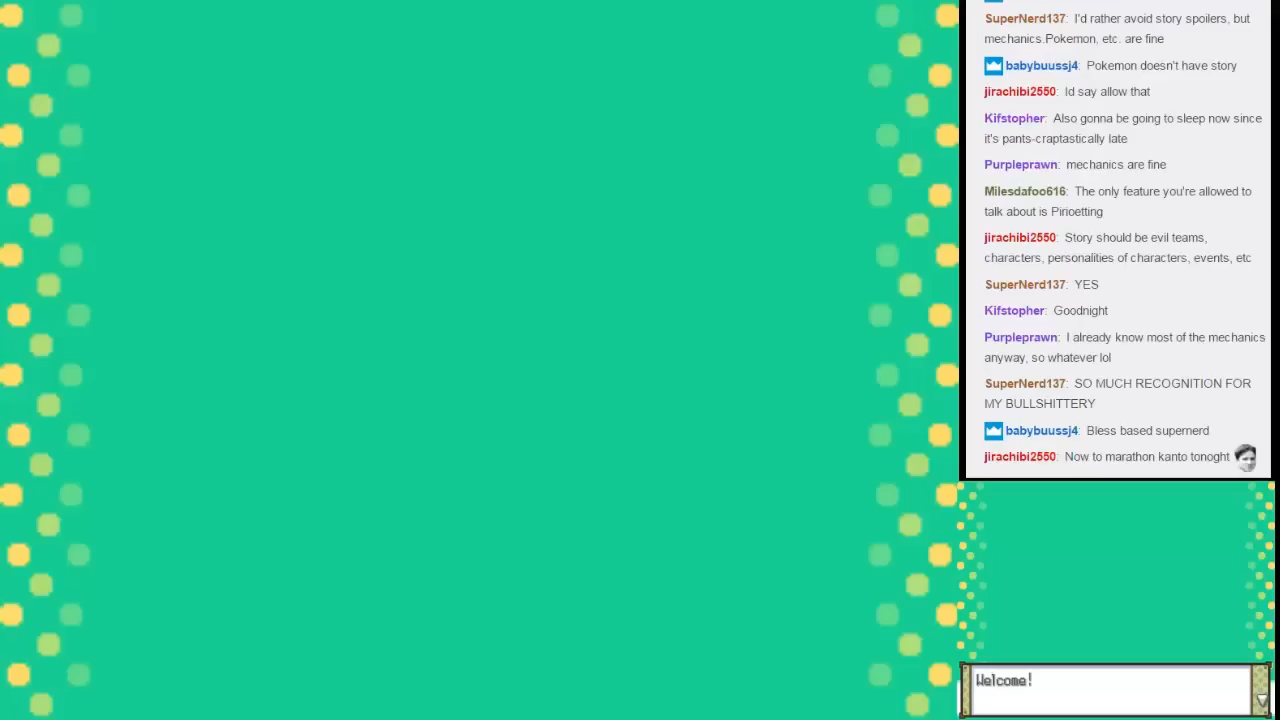 SuperNerd137: I'd rather avoid story spoilers, but
mechanics Pokemon, etc. are fine
babybuussj4: Pokemon doesn't have story
jirachibi2550: Id say allow that
Kifstopher: Also gonna be going to sleep now since
it's pants-craptastically late
Purpleprawn: mechanics are fine
Milesdafoo616: The only feature you're allowed to
talk about is Pirioetting
jirachibi2550: Story should be evil teams,
characters, personalities of characters, events, etc
SuperNerd137: YES
Kifstopher: Goodnight
Purpleprawn: I already know most of the mechanics
anyway, so whatever lol
SuperNerd137: SO MUCH RECOGNITION FOR
MY BULLSHITTERY
babybuussj4: Bless based supernerd
jirachibi2550: Now to marathon kanto tonoght
Welcome!